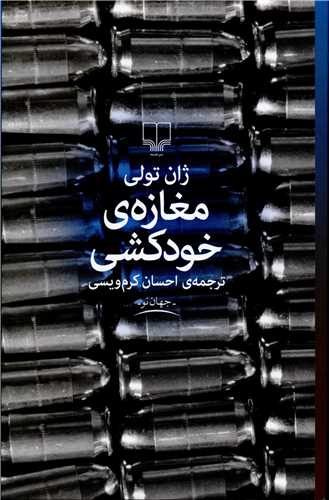 ژان تولی
مغازه‌ی
خودکشی
ترجمه‌ی احسان کرم‌ویسی
ـ جهان نو ـ